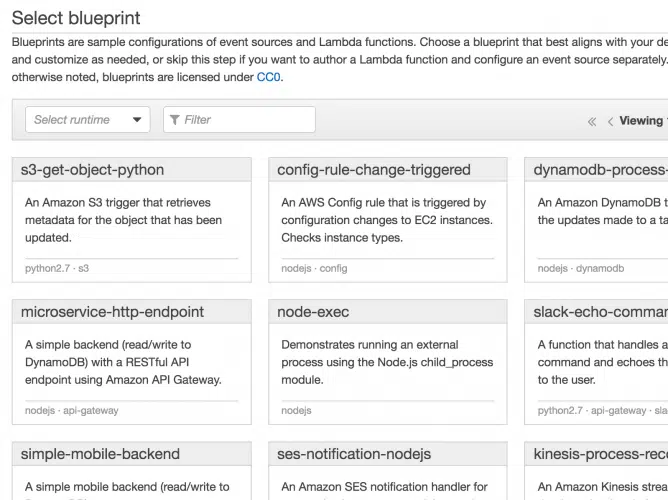 Select blueprint
Blueprints are sample configurations of event sources and Lambda functions. Choose a blueprint that best aligns with your
and customize as needed, or skip this step if you want to author a Lambda function and configure an event source separately.
otherwise noted, blueprints are licensed under CC0.
Select runtime
Filter
« ‹ Viewing
s3-get-object-python
An Amazon S3 trigger that retrieves
metadata for the object that has been
updated.
python2.7 · s3
config-rule-change-triggered
An AWS Config rule that is triggered by
configuration changes to EC2 instances.
Checks instance types.
nodejs · config
dynamodb-process-
An Amazon DynamoDB
the updates made to a
nodejs · dynamodb
microservice-http-endpoint
A simple backend (read/write to
DynamoDB) with a RESTful API
endpoint using Amazon API Gateway.
nodejs · api-gateway
node-exec
Demonstrates running an external
process using the Node.js child_process
module.
nodejs
slack-echo-comman
A function that handles a
command and echoes
to the user.
python2.7 · api-gateway ·
simple-mobile-backend
A simple mobile backend (read/write to
ses-notification-nodejs
An Amazon SES notification handler for
kinesis-process-reco
An Amazon Kinesis